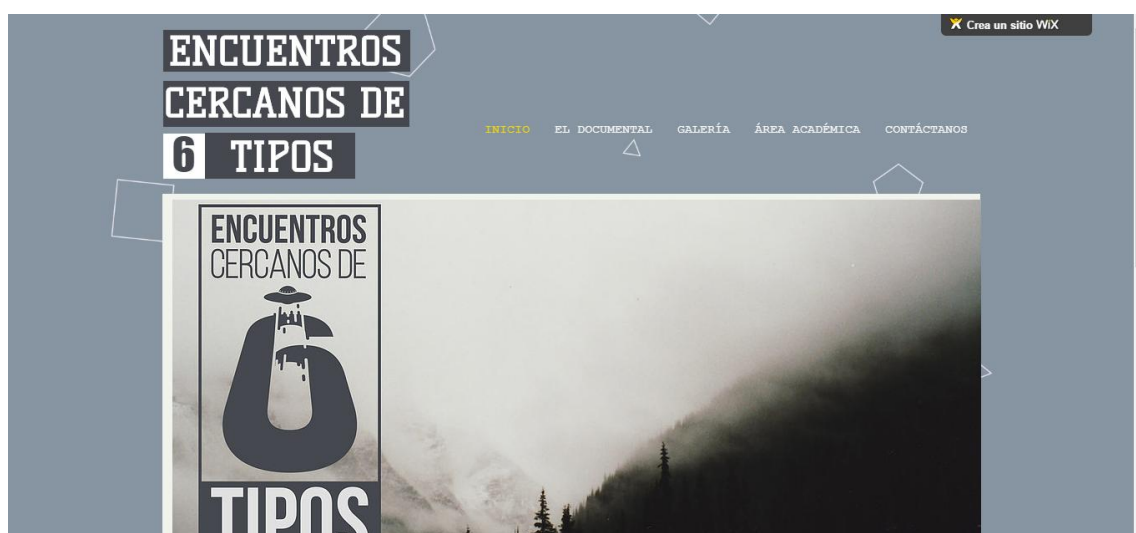 Crea un sitio WiX
ENCUENTROS
CERCANOS DE
6 TIPOS
INICIO EL DOCUMENTAL GALERÍA ÁREA ACADÉMICA CONTÁCTANOS
ENCUENTROS
CERCANOS DE
6
TIPOS